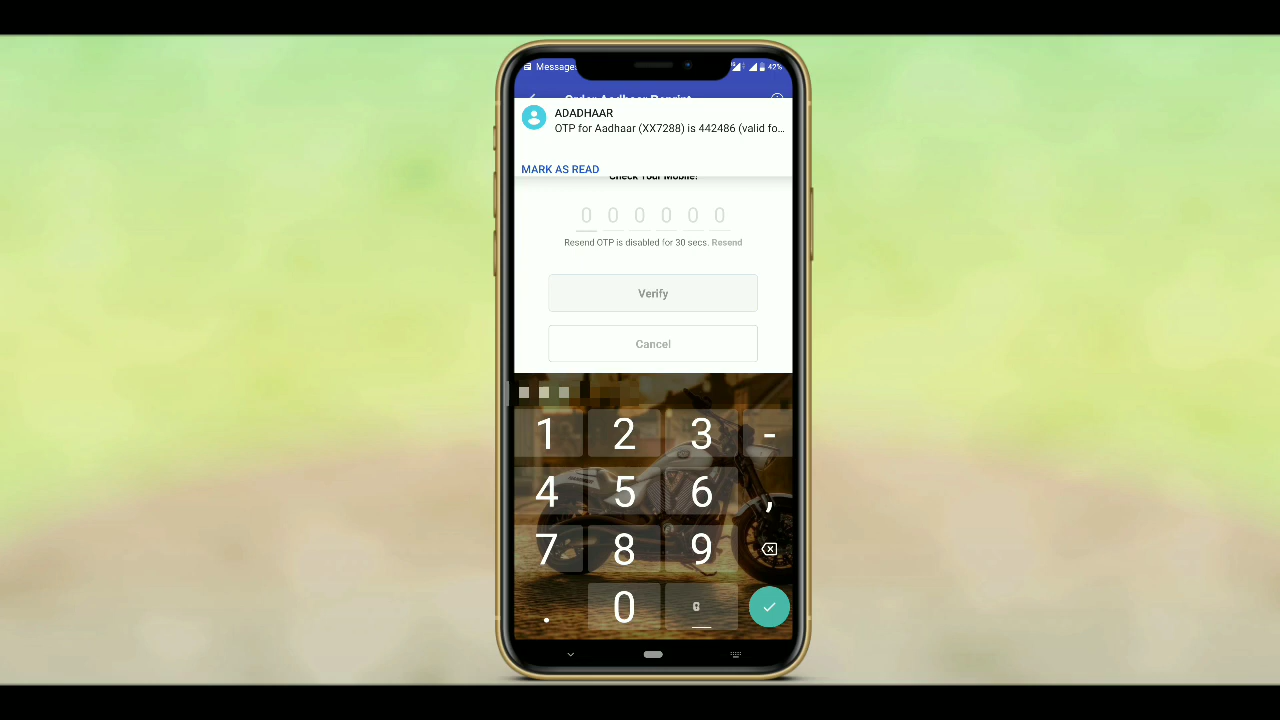 Message
42%
Order Aadhaar Reprint
ADADHAAR
OTP for Aadhaar (XX7288) is 442486 (valid fo...
MARK AS READ
Check Your Mobile!
0 0 0 0 0 0
Resend OTP is disabled for 30 secs. Resend
Verify
Cancel
1 2 3 -
4 5 6 ,
7 8 9
. 0